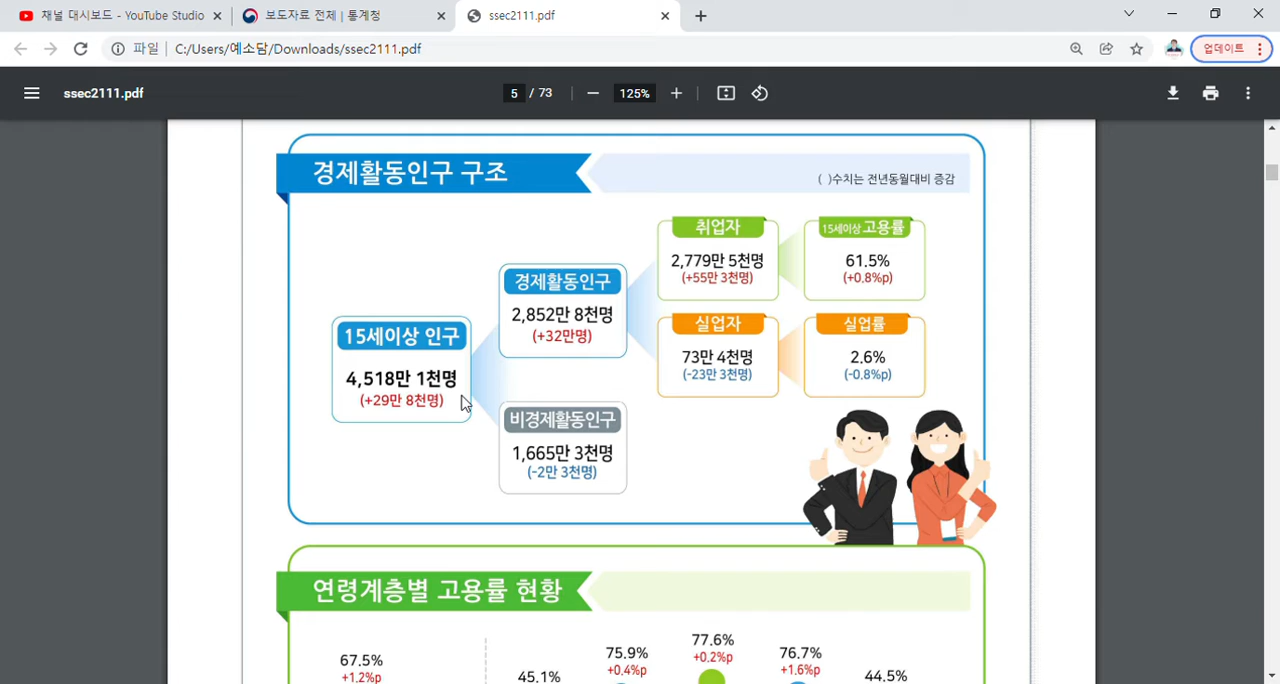 채널 대시보드 - YouTube Studio
보도자료 전체 | 통계청
ssec2111.pdf
파일
C:/Users/예소담/Downloads/ssec2111.pdf
업데이트
ssec2111.pdf
5 / 73
125%
경제활동인구 구조
( )수치는 전년동월대비 증감
취업자
2,779만 5천명
(+55만 3천명)
15세이상 고용률
61.5%
(+0.8%p)
경제활동인구
2,852만 8천명
(+32만명)
실업자
73만 4천명
(-23만 3천명)
실업률
2.6%
(-0.8%p)
15세이상 인구
4,518만 1천명
(+29만 8천명)
비경제활동인구
1,665만 3천명
(-2만 3천명)
연령계층별 고용률 현황
67.5%
+1.2%p
45.1%
75.9%
+0.4%p
77.6%
+0.2%p
76.7%
+1.6%p
44.5%